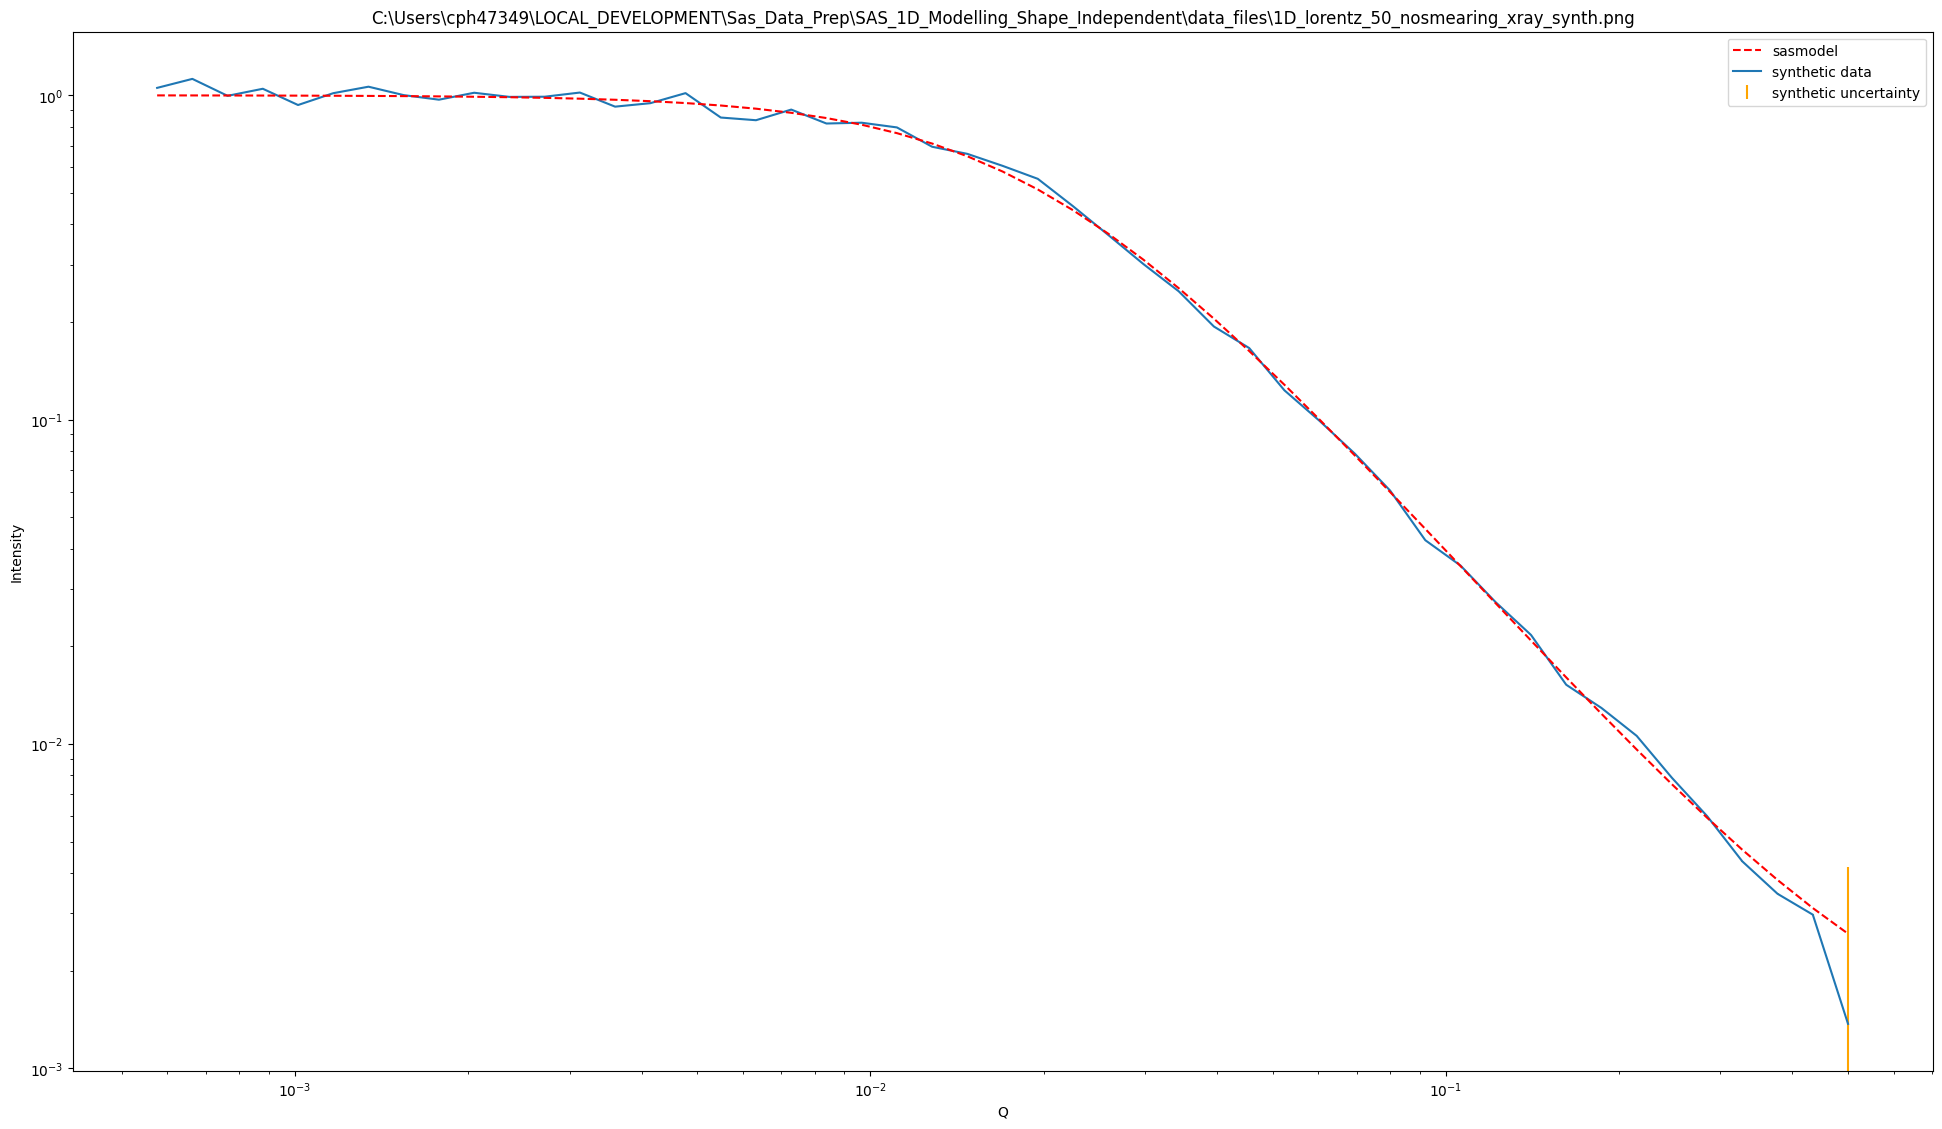 C:\Users\cph47349\LOCAL_DEVELOPMENT\Sas_Data_Prep\SAS_1D_Modelling_Shape_Independent\data_files\1D_lorentz_50_nosmearing_xray_synth.png
sasmodel
synthetic data
synthetic uncertainty
10⁰
10⁻¹
10⁻²
10⁻³
Intensity
10⁻³
10⁻²
10⁻¹
Q